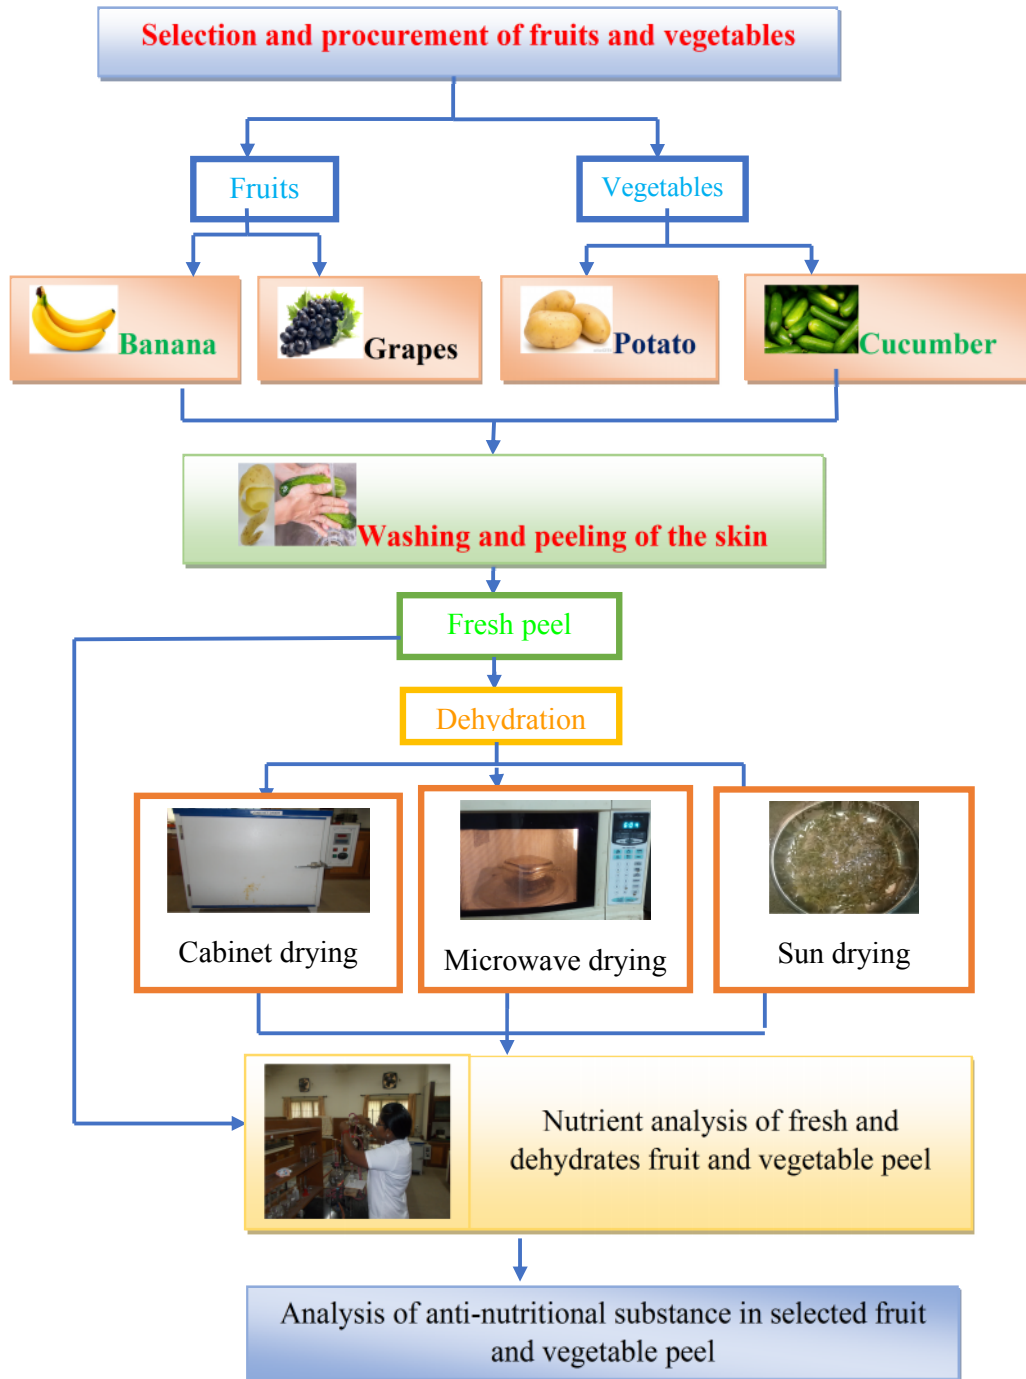 Selection and procurement of fruits and vegetables
Fruits
Vegetables
Banana
Grapes
Potato
Cucumber
Washing and peeling of the skin
Fresh peel
Dehydration
Cabinet drying
Microwave drying
Sun drying
Nutrient analysis of fresh and
dehydrates fruit and vegetable peel
Analysis of anti-nutritional substance in selected fruit
and vegetable peel